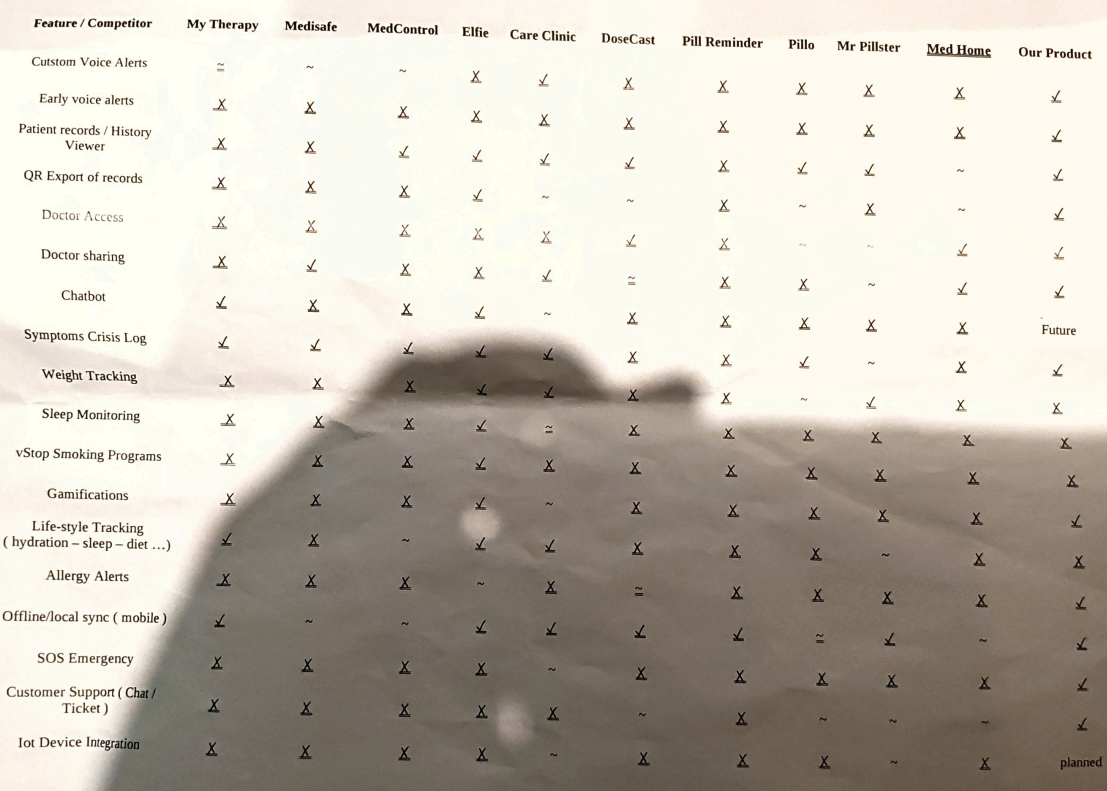 Feature / Competitor My Therapy Medisafe MedControl Elfie Care Clinic DoseCast Pill Reminder Pillo Mr Pillster Med Home Our Product
Cutstom Voice Alerts ~ ~ ~ X ✓ X X X X X ✓
Early voice alerts X X X X X X X X X X ✓
Patient records / History
Viewer X X ✓ ✓ ✓ ✓ X ✓ ✓ ~ ✓
QR Export of records X X X ✓ ~ ~ X ~ X ~ ✓
Doctor Access X X X X X ✓ X ~ ~ ✓ ✓
Doctor sharing X ✓ X X ✓ ~ X X ~ ✓ ✓
Chatbot ✓ X X ✓ ~ X X X X X Future
Symptoms Crisis Log ✓ ✓ ✓ ✓ ✓ X X ✓ ~ X ✓
Weight Tracking X X X ✓ ✓ X X ~ ✓ X X
Sleep Monitoring X X X ✓ ~ X X X X X X
vStop Smoking Programs X X X ✓ X X X X X X X
Gamifications X X X ✓ ~ X X X X X ✓
Life-style Tracking
( hydration – sleep – diet …) ✓ X ~ ✓ ✓ X X X ~ X X
Allergy Alerts X X X ~ X ~ X X X X ✓
Offline/local sync ( mobile ) ✓ ~ ~ ✓ ✓ ✓ ✓ ~ ✓ ~ ✓
SOS Emergency X X X X ~ X X X X X ✓
Customer Support ( Chat /
Ticket ) X X X X X ~ X ~ ~ ~ ✓
Iot Device Integration X X X X ~ X X X ~ X planned